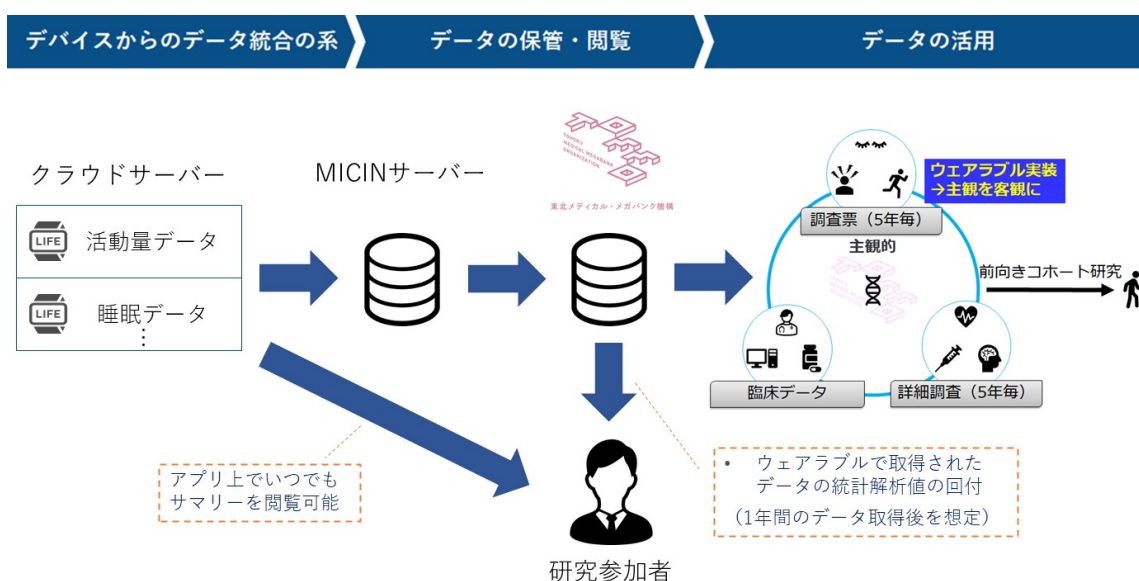 デバイスからのデータ統合の系
データの保管・閲覧
データの活用
クラウドサーバー
LIFE
活動量データ
LIFE
睡眠データ
⋮
MICINサーバー
TOHOKU
MEDICAL MEGABANK
ORGANIZATION
東北メディカル・メガバンク機構
ウェアラブル実装
→主観を客観に
調査票（5年毎）
主観的
前向きコホート研究
臨床データ
詳細調査（5年毎）
アプリ上でいつでも
サマリーを閲覧可能
• ウェアラブルで取得された
データの統計解析値の回付
（1年間のデータ取得後を想定）
研究参加者